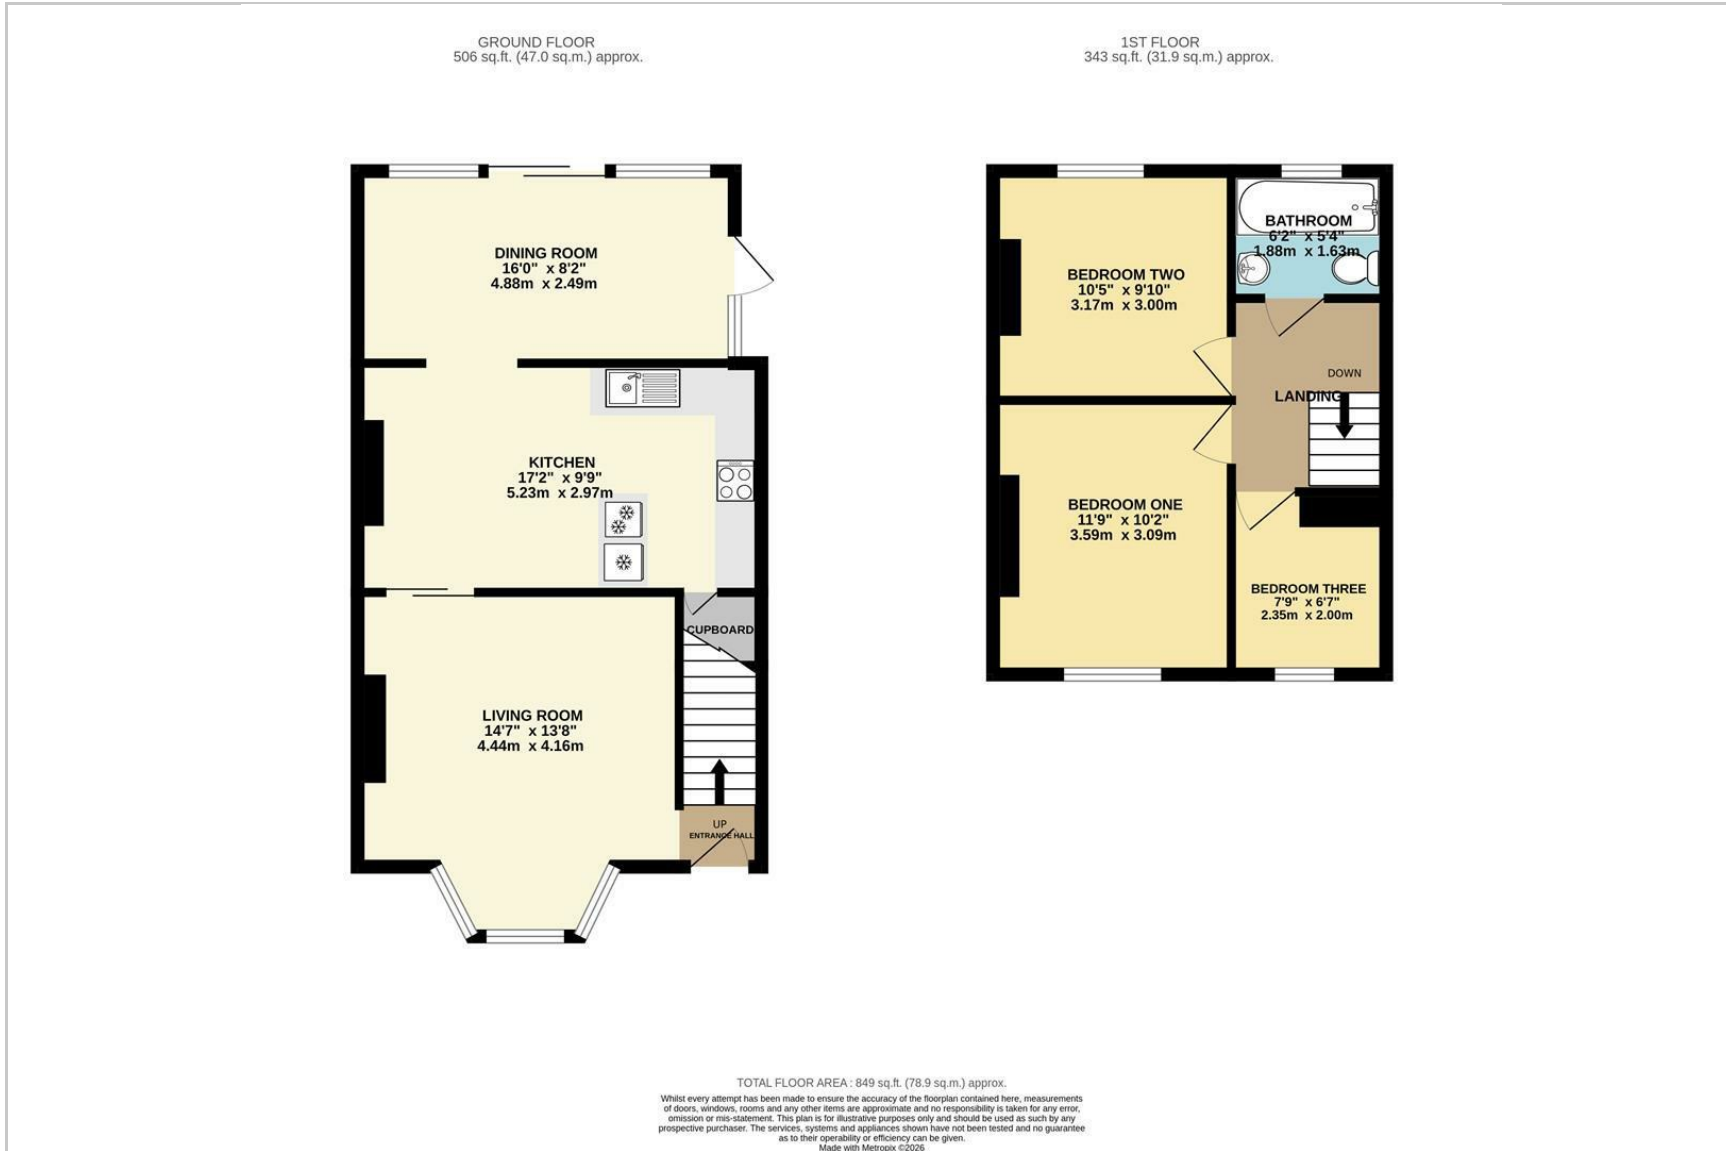 GROUND FLOOR
506 sq.ft. (47.0 sq.m.) approx.
1ST FLOOR
343 sq.ft. (31.9 sq.m.) approx.
DINING ROOM
16'0" x 8'2"
4.88m x 2.49m
KITCHEN
17'2" x 9'9"
5.23m x 2.97m
CUPBOARD
LIVING ROOM
14'7" x 13'8"
4.44m x 4.16m
UP
ENTRANCE HALL
BATHROOM
6'2" x 5'4"
1.88m x 1.63m
BEDROOM TWO
10'5" x 9'10"
3.17m x 3.00m
DOWN
LANDING
BEDROOM ONE
11'9" x 10'2"
3.59m x 3.09m
BEDROOM THREE
7'9" x 6'7"
2.35m x 2.00m
TOTAL FLOOR AREA : 849 sq.ft. (78.9 sq.m.) approx.
Whilst every attempt has been made to ensure the accuracy of the floorplan contained here, measurements
of doors, windows, rooms and any other items are approximate and no responsibility is taken for any error,
omission or mis-statement. This plan is for illustrative purposes only and should be used as such by any
prospective purchaser. The services, systems and appliances shown have not been tested and no guarantee
as to their operability or efficiency can be given.
Made with Metropix ©2026